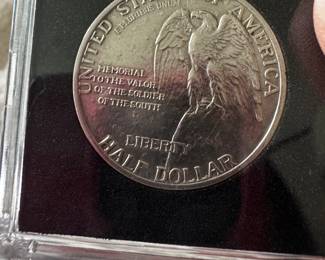 UNITED STATES OF AMERICA
E PLURIBUS UNUM
MEMORIAL
TO THE VALOR
OF THE SOLDIER
OF THE SOUTH
LIBERTY
HALF DOLLAR